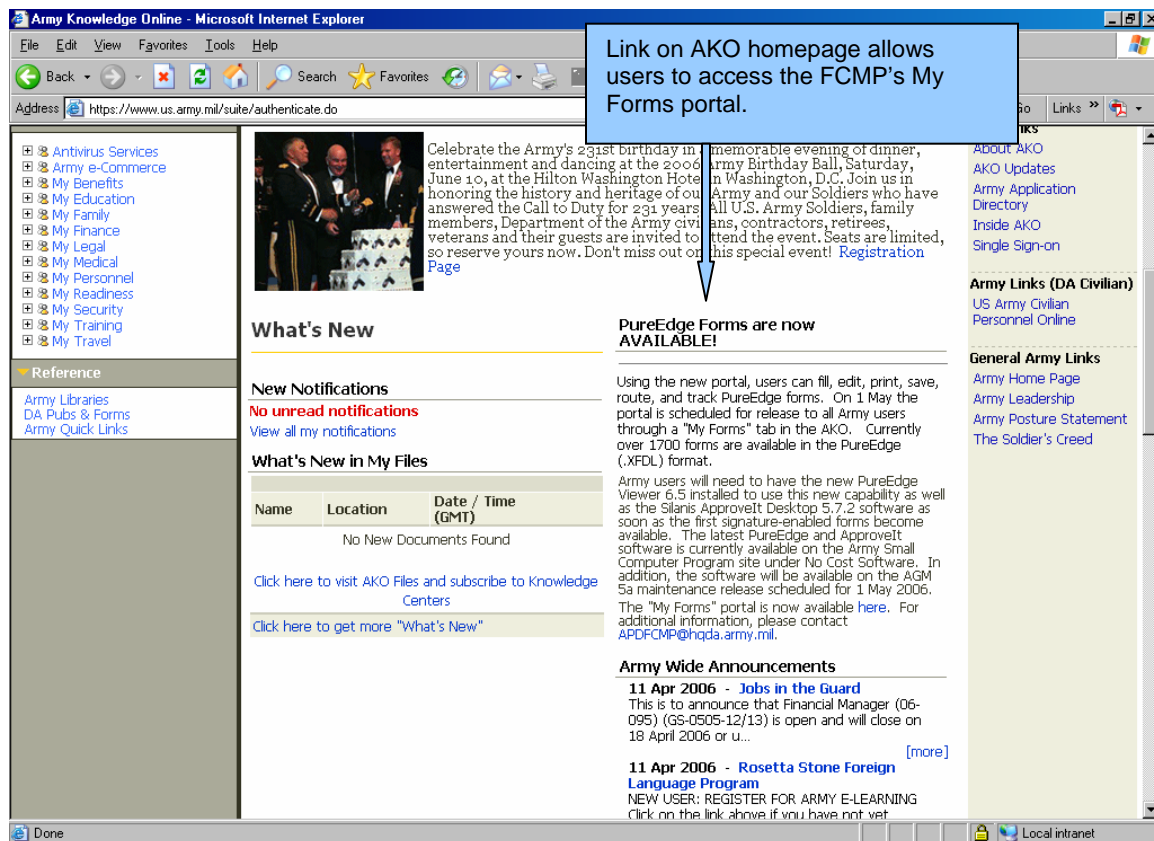 Army Knowledge Online - Microsoft Internet Explorer
File Edit View Favorites Tools Help
Back Search Favorites
Address https://www.us.army.mil/suite/authenticate.do
Links
Link on AKO homepage allows
users to access the FCMP's My
Forms portal.
Antivirus Services
Army e-Commerce
My Benefits
My Education
My Family
My Finance
My Legal
My Medical
My Personnel
My Readiness
My Security
My Training
My Travel
Reference
Army Libraries
DA Pubs & Forms
Army Quick Links
Celebrate the Army's 231st birthday in a memorable evening of dinner,
entertainment and dancing at the 2006 Army Birthday Ball, Saturday,
June 10, at the Hilton Washington Hotel in Washington, D.C. Join us in
honoring the history and heritage of our Army and our Soldiers who have
answered the Call to Duty for 231 years. All U.S. Army Soldiers, family
members, Department of the Army civilians, contractors, retirees,
veterans and their guests are invited to attend the event. Seats are limited,
so reserve yours now. Don't miss out on this special event! Registration
Page
What's New
New Notifications
No unread notifications
View all my notifications
What's New in My Files
Name Location Date / Time
(GMT)
No New Documents Found
Click here to visit AKO Files and subscribe to Knowledge
Centers
Click here to get more "What's New"
PureEdge Forms are now
AVAILABLE!
Using the new portal, users can fill, edit, print, save,
route, and track PureEdge forms. On 1 May the
portal is scheduled for release to all Army users
through a "My Forms" tab in the AKO. Currently
over 1700 forms are available in the PureEdge
(.XFDL) format.
Army users will need to have the new PureEdge
Viewer 6.5 installed to use this new capability as well
as the Silanis ApproveIt Desktop 5.7.2 software as
soon as the first signature-enabled forms become
available. The latest PureEdge and ApproveIt
software is currently available on the Army Small
Computer Program site under No Cost Software. In
addition, the software will be available on the AGM
5a maintenance release scheduled for 1 May 2006.
The "My Forms" portal is now available here. For
additional information, please contact
APDFCMP@hqda.army.mil.
Army Wide Announcements
11 Apr 2006 - Jobs in the Guard
This is to announce that Financial Manager (06-
095) (GS-0505-12/13) is open and will close on
18 April 2006 or u...
[more]
11 Apr 2006 - Rosetta Stone Foreign
Language Program
NEW USER: REGISTER FOR ARMY E-LEARNING
Click on the link above if you have not yet
About AKO
AKO Updates
Army Application
Directory
Inside AKO
Single Sign-on
Army Links (DA Civilian)
US Army Civilian
Personnel Online
General Army Links
Army Home Page
Army Leadership
Army Posture Statement
The Soldier's Creed
Done
Local intranet